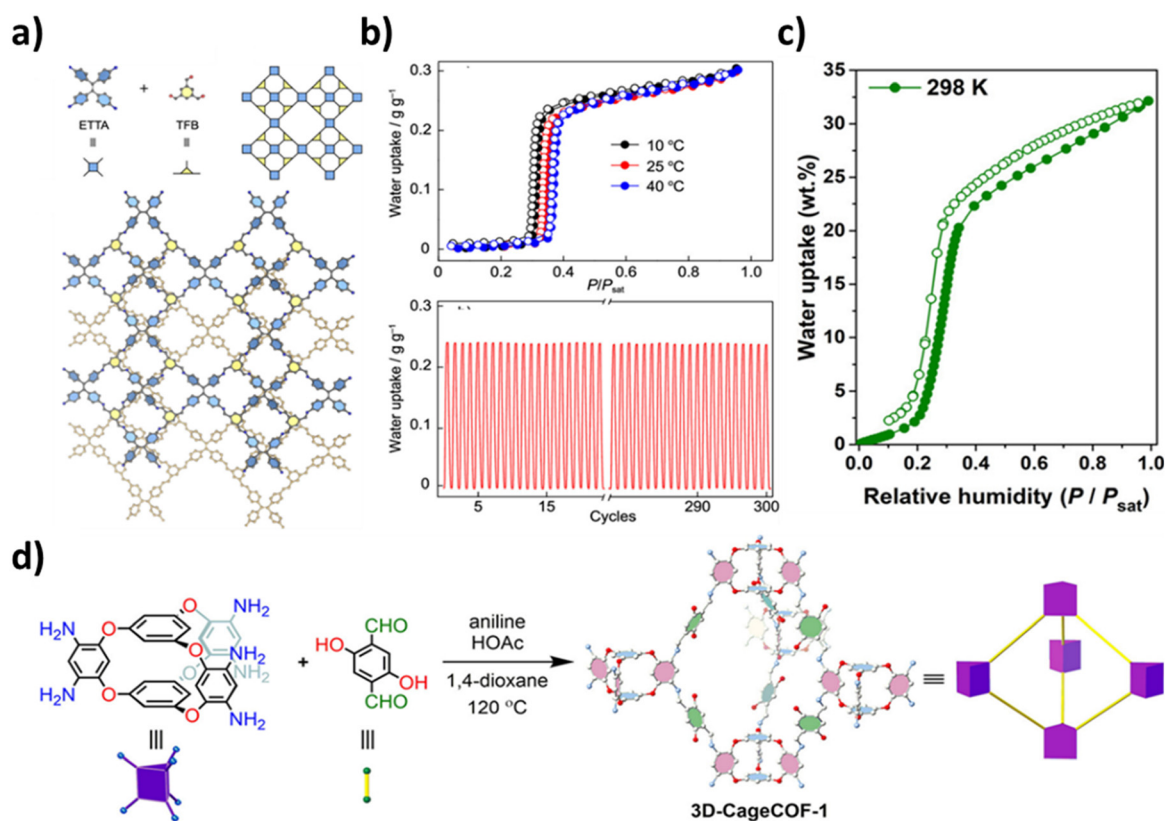 a)
ETTA
+
TFB
≡
≡
b)
Water uptake / g g⁻¹
0.3
0.2
0.1
0
10 °C
25 °C
40 °C
0
0.2
0.4
0.6
0.8
1.0
P/Psat
Water uptake / g g⁻¹
0.3
0.2
0.1
0
5
15
290
300
Cycles
c)
298 K
Water uptake (wt.%)
35
30
25
20
15
10
5
0
0.0
0.2
0.4
0.6
0.8
1.0
Relative humidity (P / Psat)
d)
H₂N
H₂N
O
O
O
O
O
O
NH₂
NH₂
NH₂
NH₂
≡
+
CHO
HO
OH
CHO
≡
aniline
HOAc
1,4-dioxane
120 °C
3D-CageCOF-1
≡